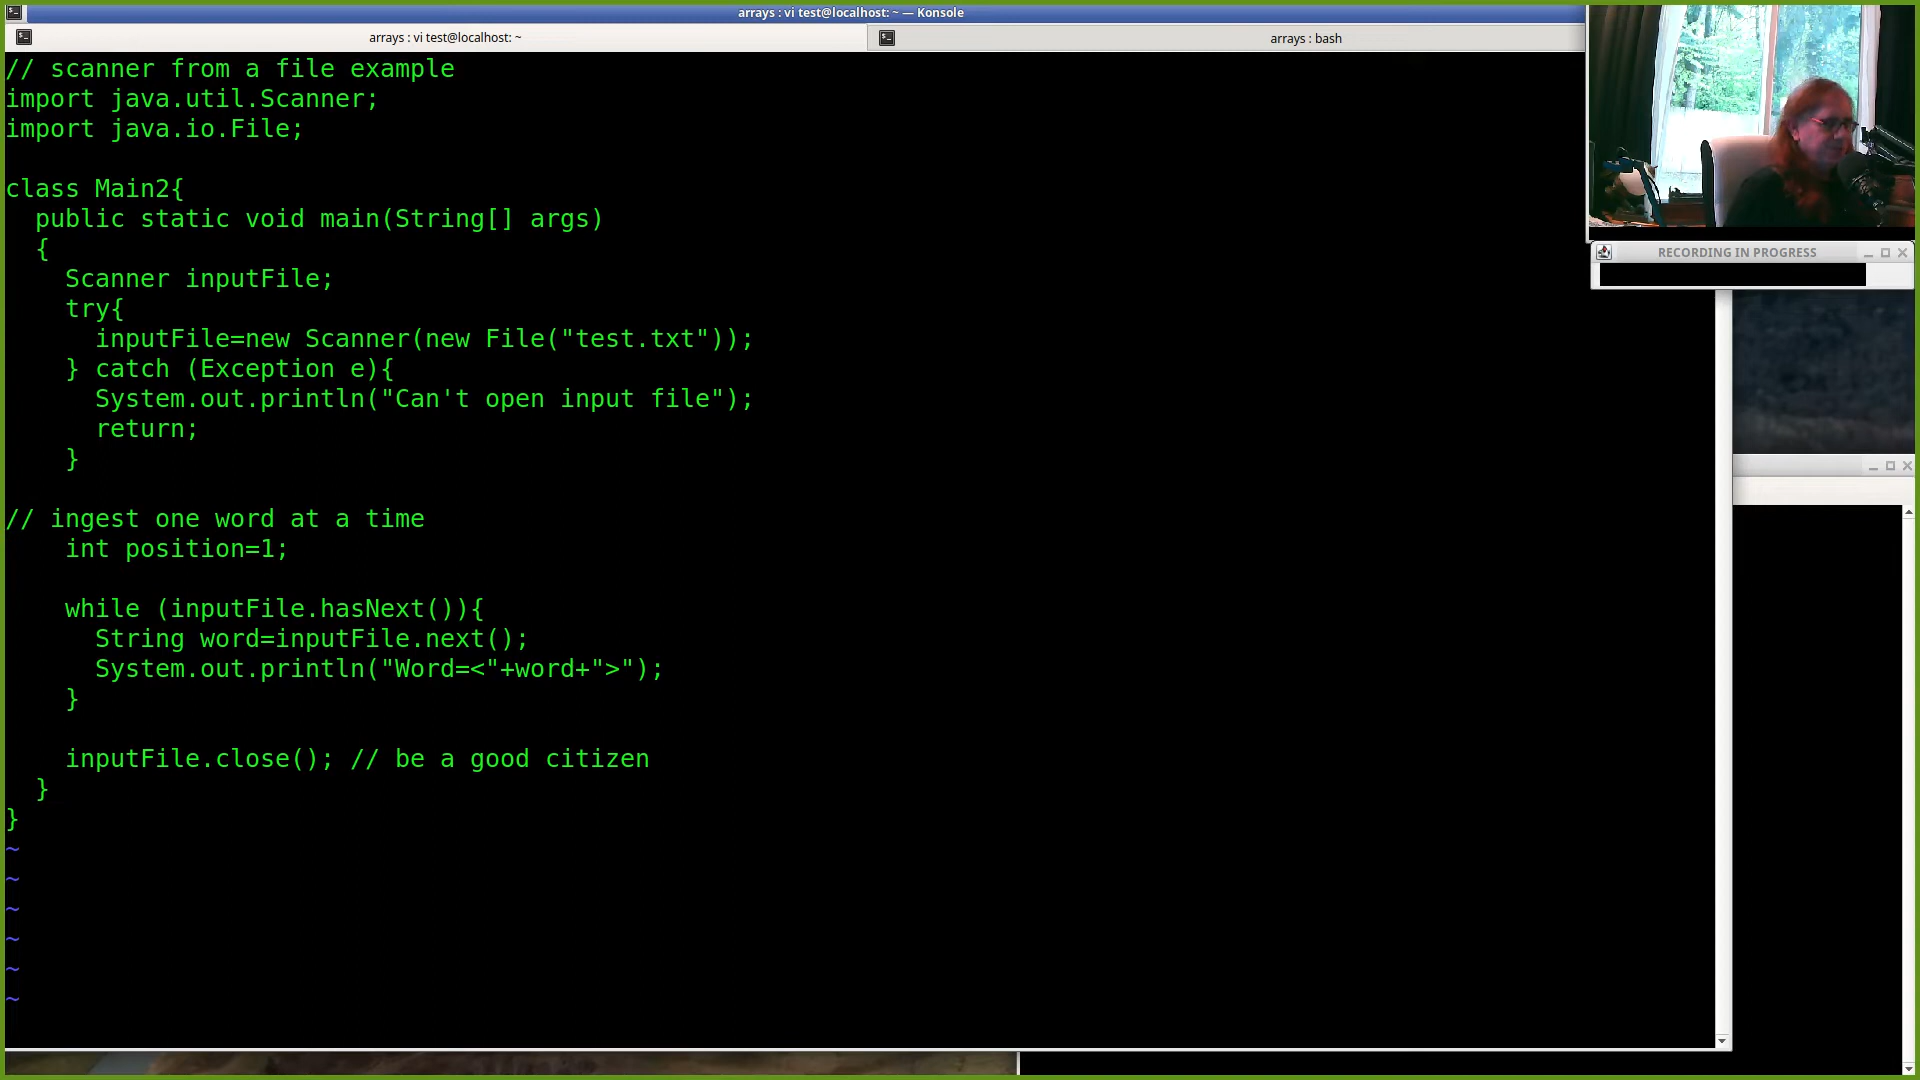 arrays : vi test@localhost: ~ — Konsole
arrays : vi test@localhost: ~
arrays : bash
// scanner from a file example
import java.util.Scanner;
import java.io.File;
class Main2{
  public static void main(String[] args)
  {
    Scanner inputFile;
    try{
      inputFile=new Scanner(new File("test.txt"));
    } catch (Exception e){
      System.out.println("Can't open input file");
      return;
    }
// ingest one word at a time
    int position=1;
    while (inputFile.hasNext()){
      String word=inputFile.next();
      System.out.println("Word=<"+word+">");
    }
    inputFile.close(); // be a good citizen
  }
}
~
~
~
~
~
~
RECORDING IN PROGRESS